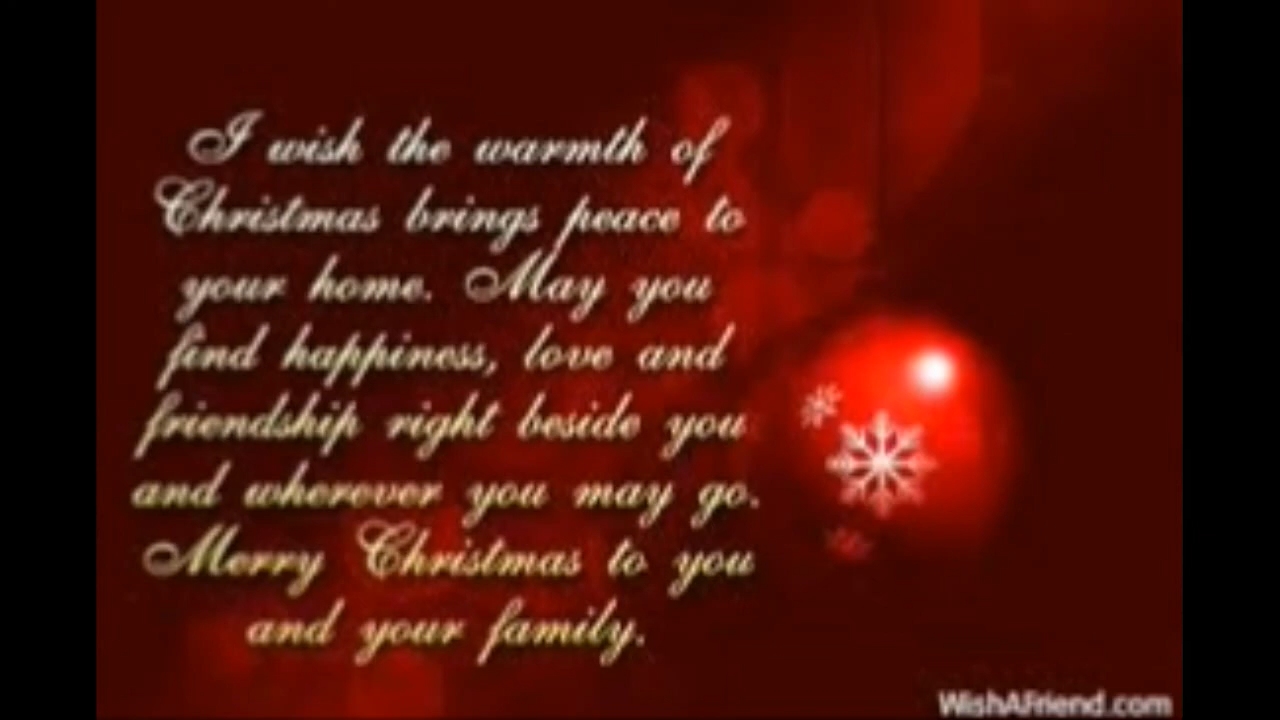 I wish the warmth of
Christmas brings peace to
your home. May you
find happiness, love and
friendship right beside you
and wherever you may go.
Merry Christmas to you
and your family.
WishAFriend.com